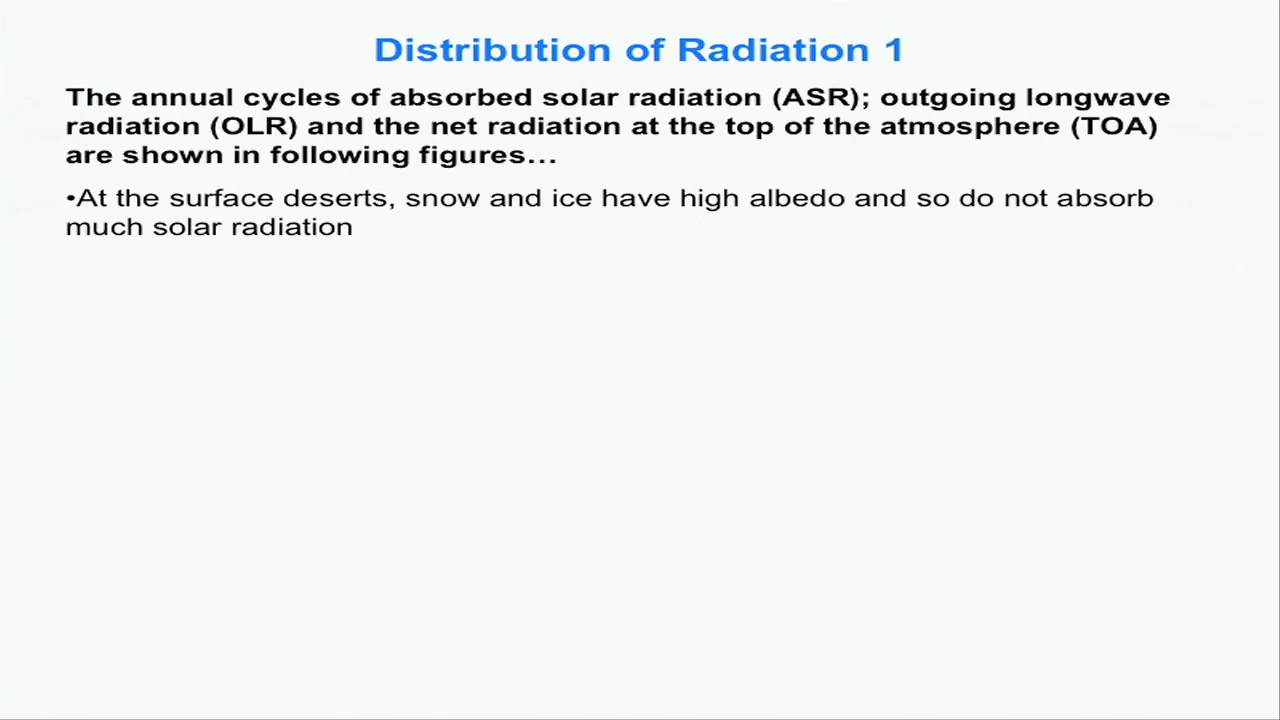 Distribution of Radiation 1
The annual cycles of absorbed solar radiation (ASR); outgoing longwave
radiation (OLR) and the net radiation at the top of the atmosphere (TOA)
are shown in following figures…
•At the surface deserts, snow and ice have high albedo and so do not absorb
much solar radiation